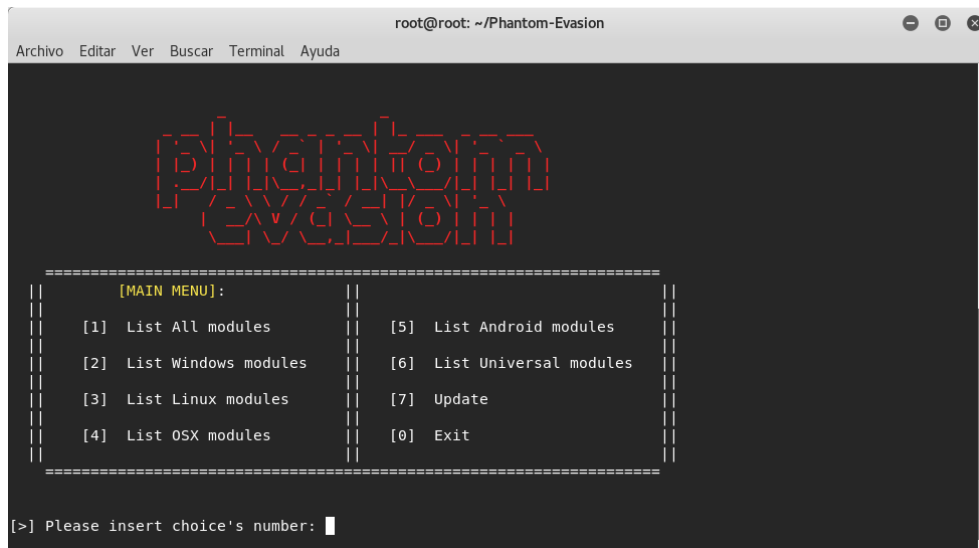 root@root: ~/Phantom-Evasion
Archivo Editar Ver Buscar Terminal Ayuda
phantom
evasion
[MAIN MENU]:
[1] List All modules [5] List Android modules
[2] List Windows modules [6] List Universal modules
[3] List Linux modules [7] Update
[4] List OSX modules [0] Exit
[>] Please insert choice's number: